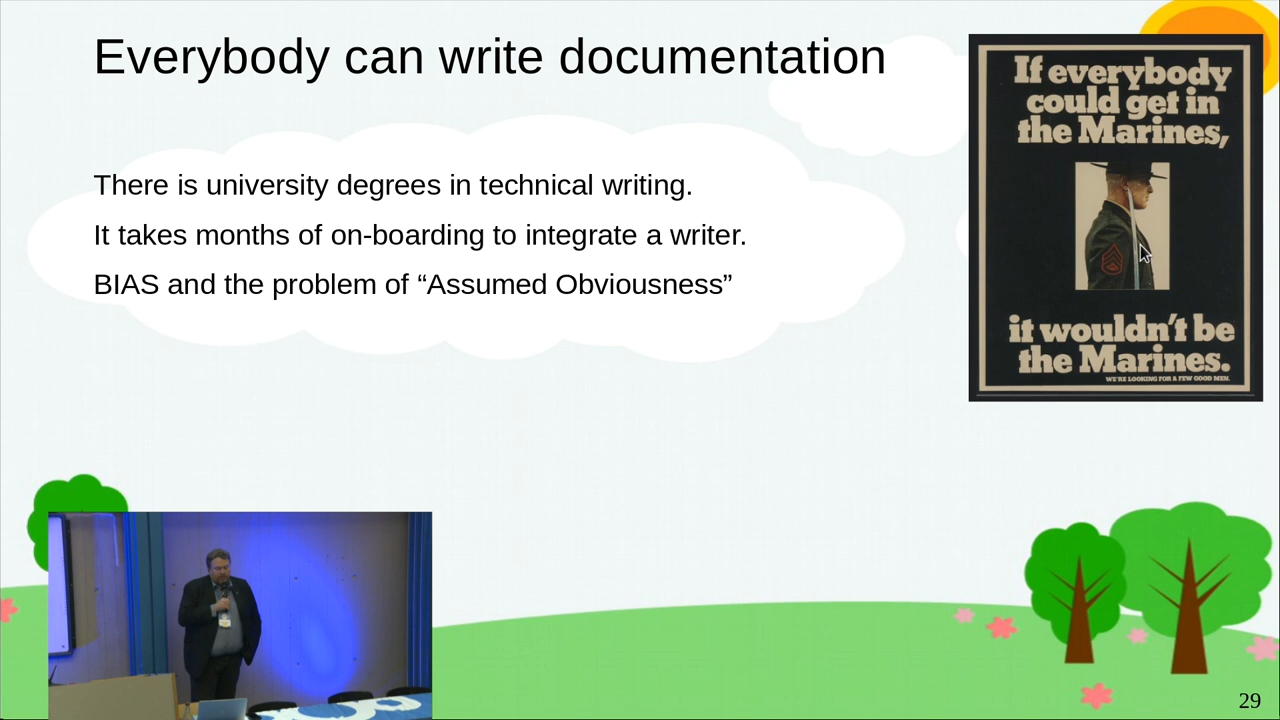 Everybody can write documentation
There is university degrees in technical writing.
It takes months of on-boarding to integrate a writer.
BIAS and the problem of “Assumed Obviousness”
If everybody
could get in
the Marines,
it wouldn't be
the Marines.
WE'RE LOOKING FOR A FEW GOOD MEN.
29